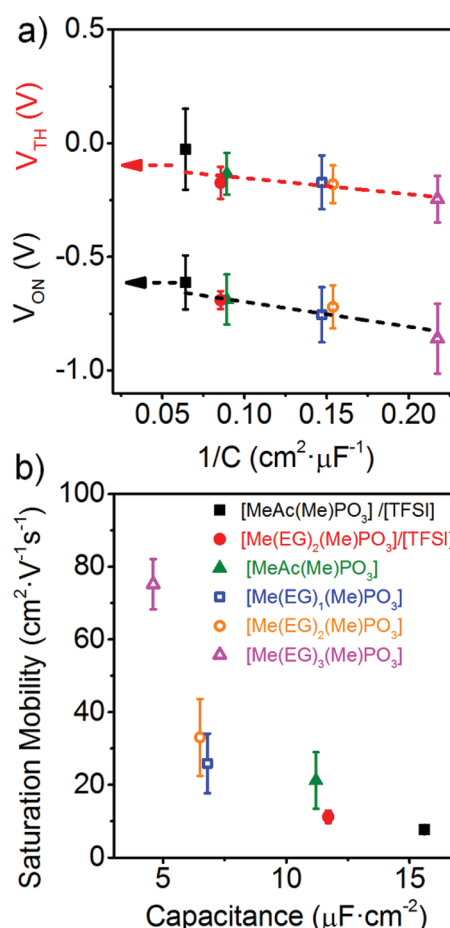 a)
0.5
0.0
-0.5
-1.0
V_TH (V)
V_ON (V)
0.05 0.10 0.15 0.20
1/C (cm²·μF⁻¹)
b)
100
80
60
40
20
0
Saturation Mobility (cm²·V⁻¹s⁻¹)
[MeAc(Me)PO₃] /[TFSI]
[Me(EG)₂(Me)PO₃]/[TFSI]
[MeAc(Me)PO₃]
[Me(EG)₁(Me)PO₃]
[Me(EG)₂(Me)PO₃]
[Me(EG)₃(Me)PO₃]
5 10 15
Capacitance (μF·cm⁻²)